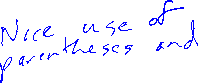 Nice use of
parentheses and